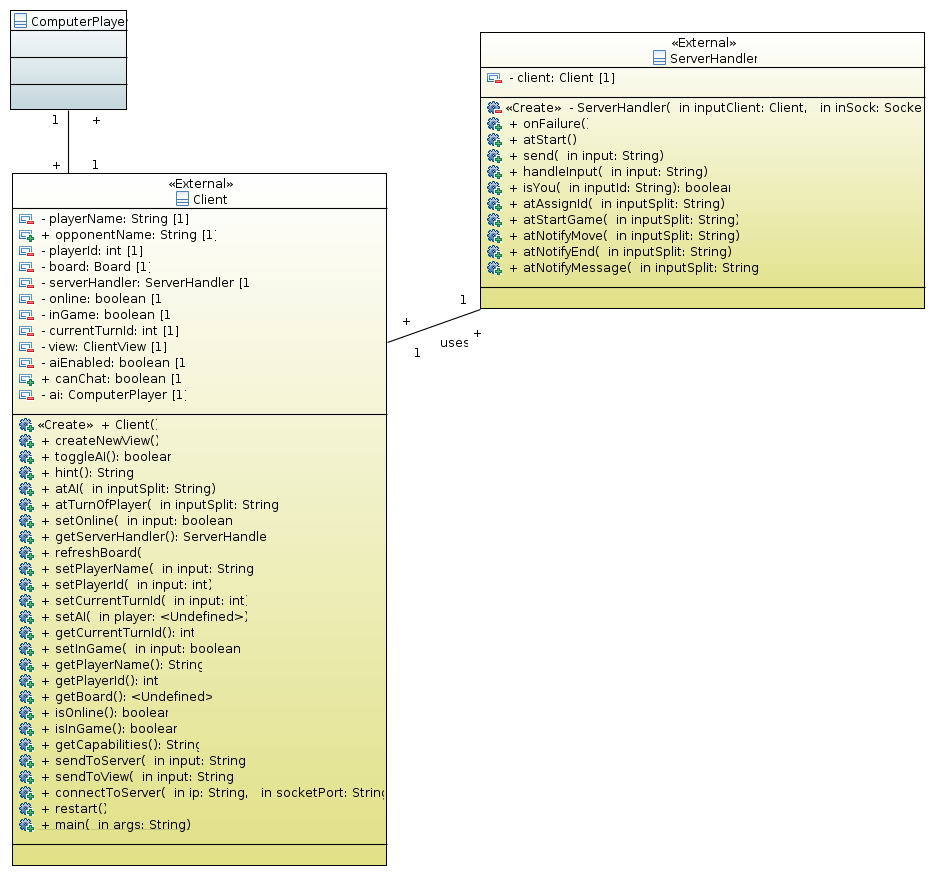 ComputerPlaye
1 +
+ 1
«External»
Client
- playerName: String [1]
+ opponentName: String [1]
- playerId: int [1]
- board: Board [1]
- serverHandler: ServerHandler [1
- online: boolean [1
- inGame: boolean [1
- currentTurnId: int [1]
- view: ClientView [1]
- aiEnabled: boolean [1
+ canChat: boolean [1
- ai: ComputerPlayer [1]
«Create» + Client()
+ createNewView()
+ toggleAI(): boolean
+ hint(): String
+ atAI( in inputSplit: String)
+ atTurnOfPlayer( in inputSplit: String
+ setOnline( in input: boolean
+ getServerHandler(): ServerHandle
+ refreshBoard(
+ setPlayerName( in input: String
+ setPlayerId( in input: int)
+ setCurrentTurnId( in input: int)
+ setAI( in player: <Undefined>)
+ getCurrentTurnId(): int
+ setInGame( in input: boolean
+ getPlayerName(): String
+ getPlayerId(): int
+ getBoard(): <Undefined>
+ isOnline(): boolean
+ isInGame(): boolean
+ getCapabilities(): String
+ sendToServer( in input: String
+ sendToView( in input: String
+ connectToServer( in ip: String, in socketPort: String
+ restart()
+ main( in args: String)
«External»
ServerHandler
- client: Client [1]
«Create» - ServerHandler( in inputClient: Client, in inSock: Socke
+ onFailure()
+ atStart()
+ send( in input: String)
+ handleInput( in input: String)
+ isYou( in inputId: String): boolean
+ atAssignId( in inputSplit: String)
+ atStartGame( in inputSplit: String)
+ atNotifyMove( in inputSplit: String)
+ atNotifyEnd( in inputSplit: String)
+ atNotifyMessage( in inputSplit: String
1
+
+
uses
1